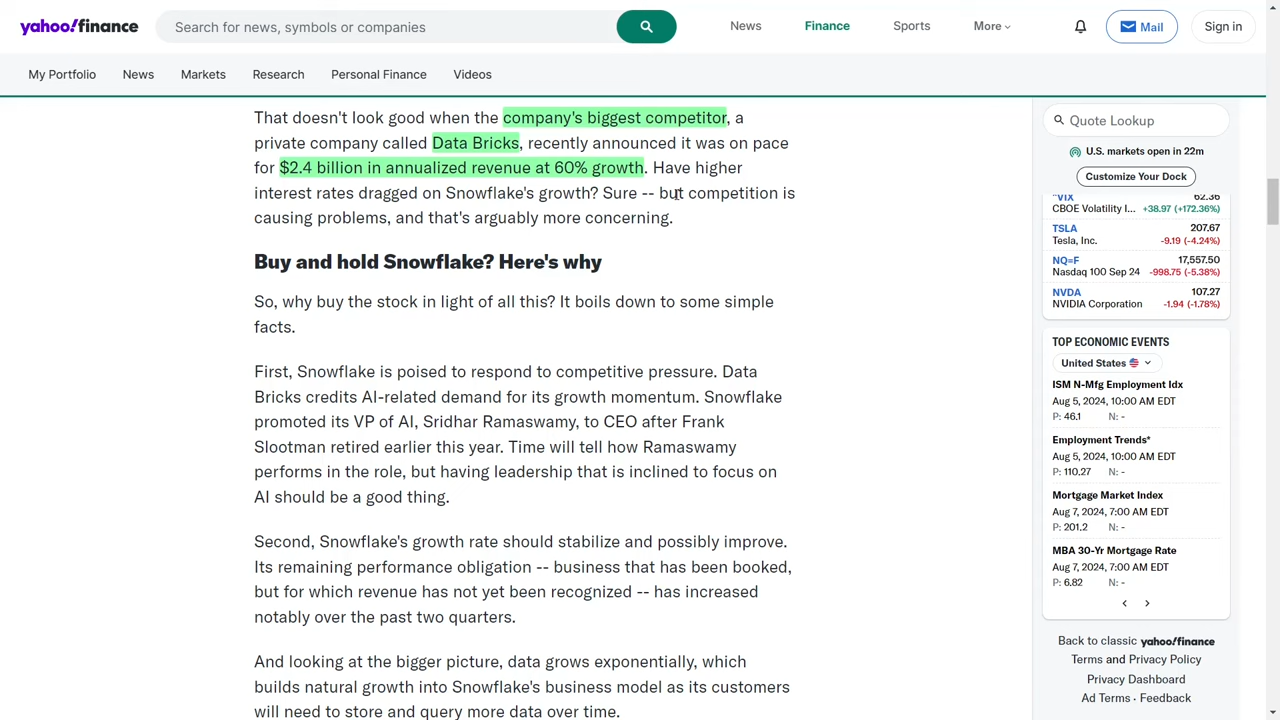 yahoo!finance
Search for news, symbols or companies
News
Finance
Sports
More
Mail
Sign in
My Portfolio
News
Markets
Research
Personal Finance
Videos
That doesn't look good when the company's biggest competitor, a
private company called Data Bricks, recently announced it was on pace
for $2.4 billion in annualized revenue at 60% growth. Have higher
interest rates dragged on Snowflake's growth? Sure -- but competition is
causing problems, and that's arguably more concerning.
Buy and hold Snowflake? Here's why
So, why buy the stock in light of all this? It boils down to some simple
facts.
First, Snowflake is poised to respond to competitive pressure. Data
Bricks credits AI-related demand for its growth momentum. Snowflake
promoted its VP of AI, Sridhar Ramaswamy, to CEO after Frank
Slootman retired earlier this year. Time will tell how Ramaswamy
performs in the role, but having leadership that is inclined to focus on
AI should be a good thing.
Second, Snowflake's growth rate should stabilize and possibly improve.
Its remaining performance obligation -- business that has been booked,
but for which revenue has not yet been recognized -- has increased
notably over the past two quarters.
And looking at the bigger picture, data grows exponentially, which
builds natural growth into Snowflake's business model as its customers
will need to store and query more data over time.
Quote Lookup
U.S. markets open in 22m
Customize Your Dock
^VIX 62.36
CBOE Volatility I... +38.97 (+172.36%)
TSLA 207.67
Tesla, Inc. -9.19 (-4.24%)
NQ=F 17,557.50
Nasdaq 100 Sep 24 -998.75 (-5.38%)
NVDA 107.27
NVIDIA Corporation -1.94 (-1.78%)
TOP ECONOMIC EVENTS
United States
ISM N-Mfg Employment Idx
Aug 5, 2024, 10:00 AM EDT
P: 46.1 N: -
Employment Trends*
Aug 5, 2024, 10:00 AM EDT
P: 110.27 N: -
Mortgage Market Index
Aug 7, 2024, 7:00 AM EDT
P: 201.2 N: -
MBA 30-Yr Mortgage Rate
Aug 7, 2024, 7:00 AM EDT
P: 6.82 N: -
Back to classic yahoo!finance
Terms and Privacy Policy
Privacy Dashboard
Ad Terms · Feedback